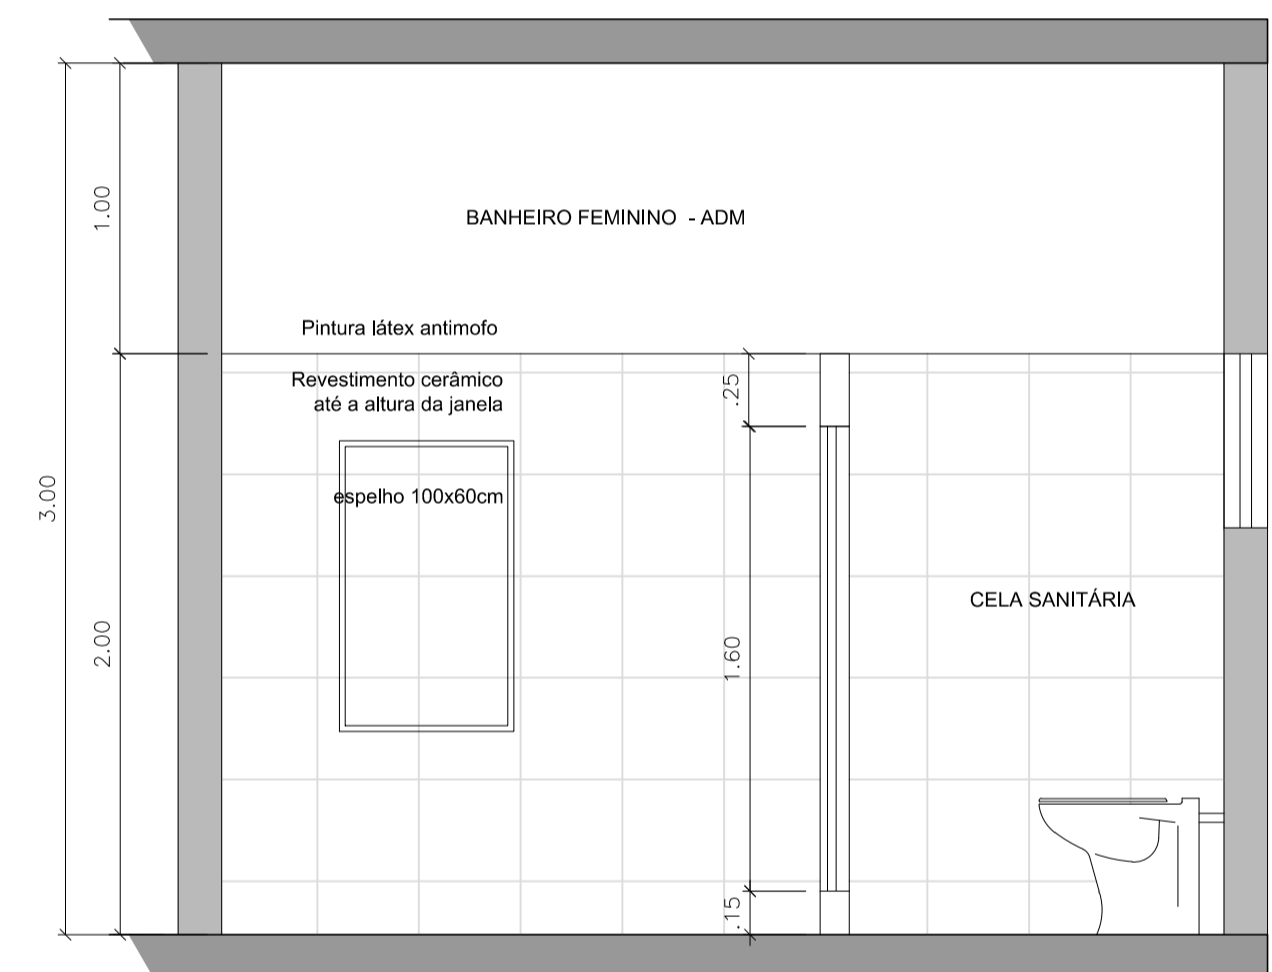 1.00
BANHEIRO FEMININO - ADM
Pintura látex antimofo
Revestimento cerâmico
até a altura da janela
.25
espelho 100x60cm
3.00
2.00
1.60
CELA SANITÁRIA
.15